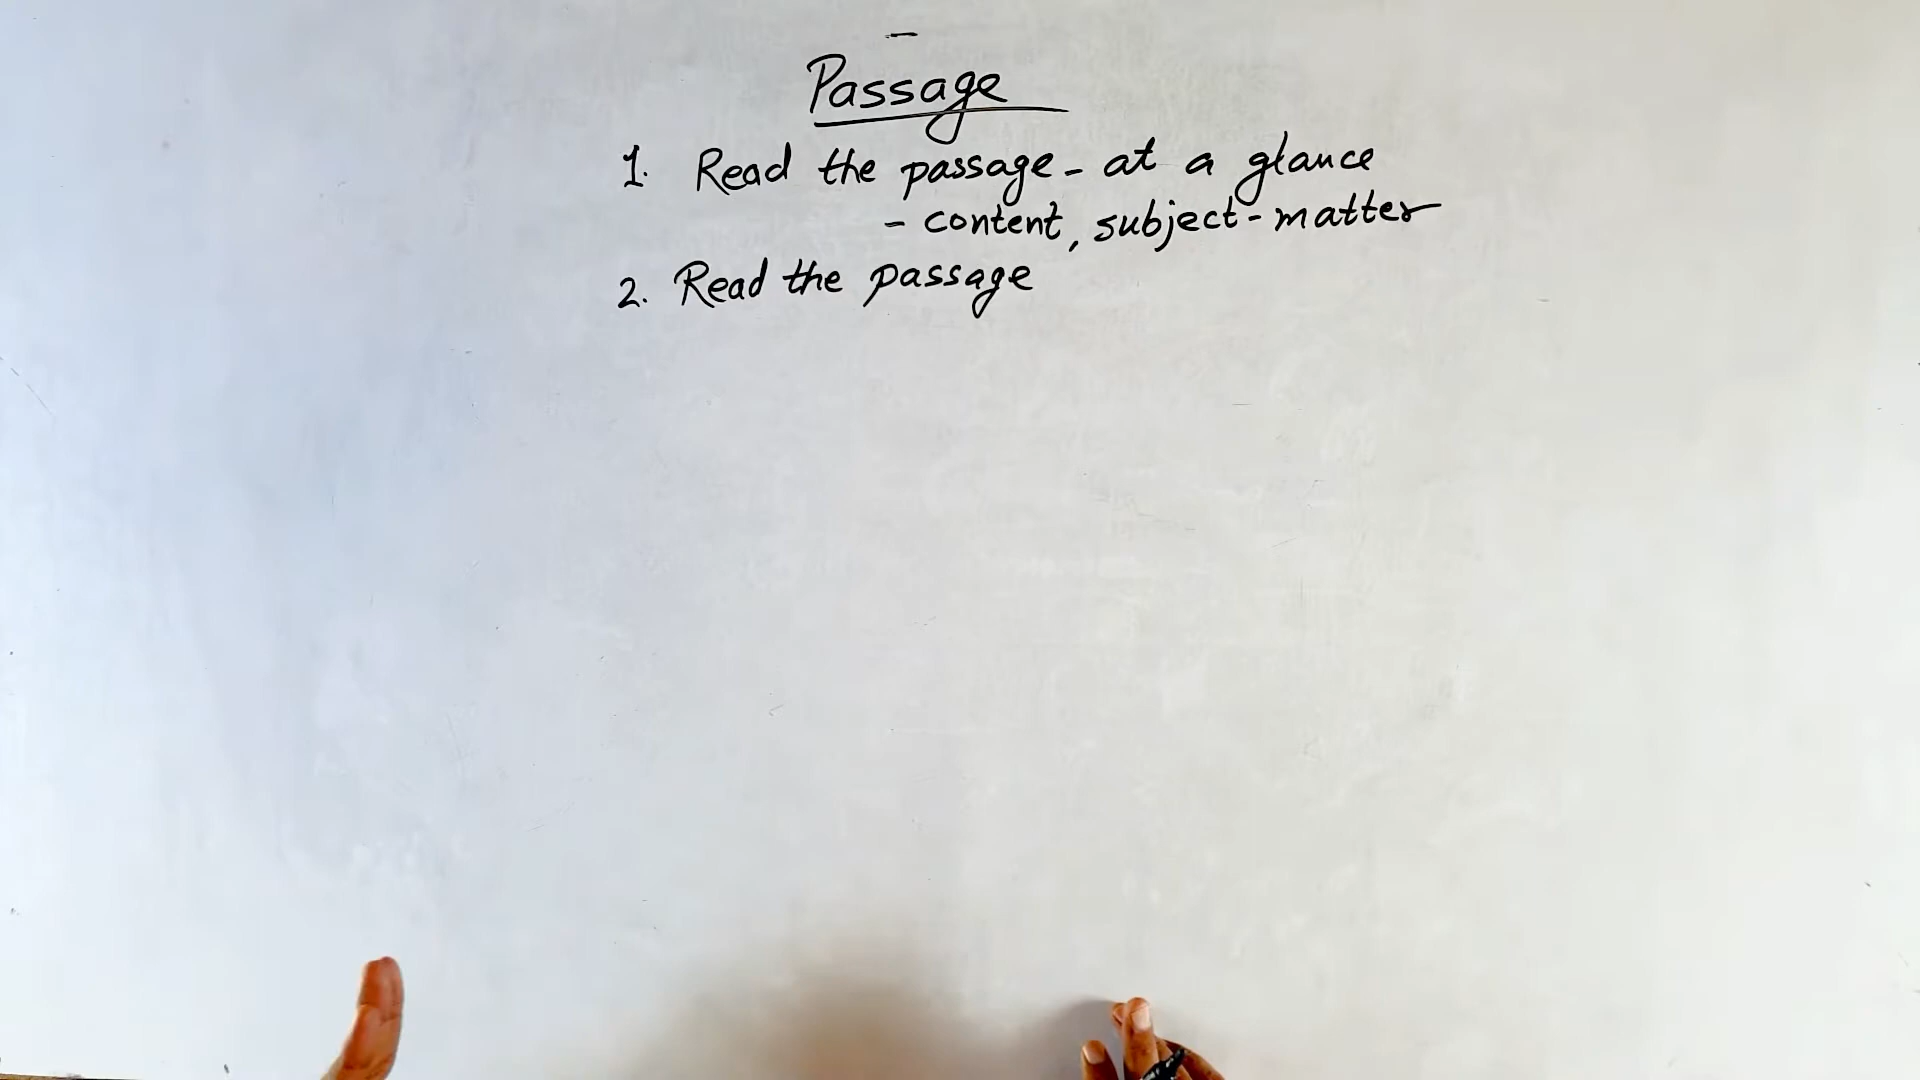 Passage
1. Read the passage - at a glance
- content, subject-matter
2. Read the passage